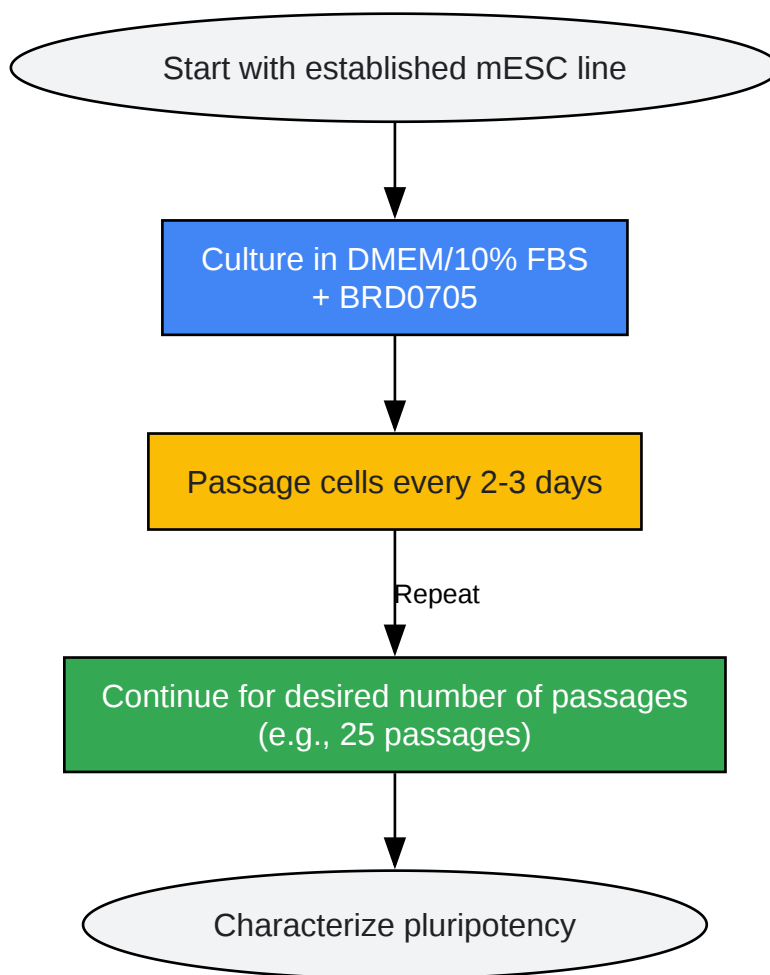 Start with established mESC line
Culture in DMEM/10% FBS
+ BRD0705
Passage cells every 2-3 days
Repeat
Continue for desired number of passages
(e.g., 25 passages)
Characterize pluripotency